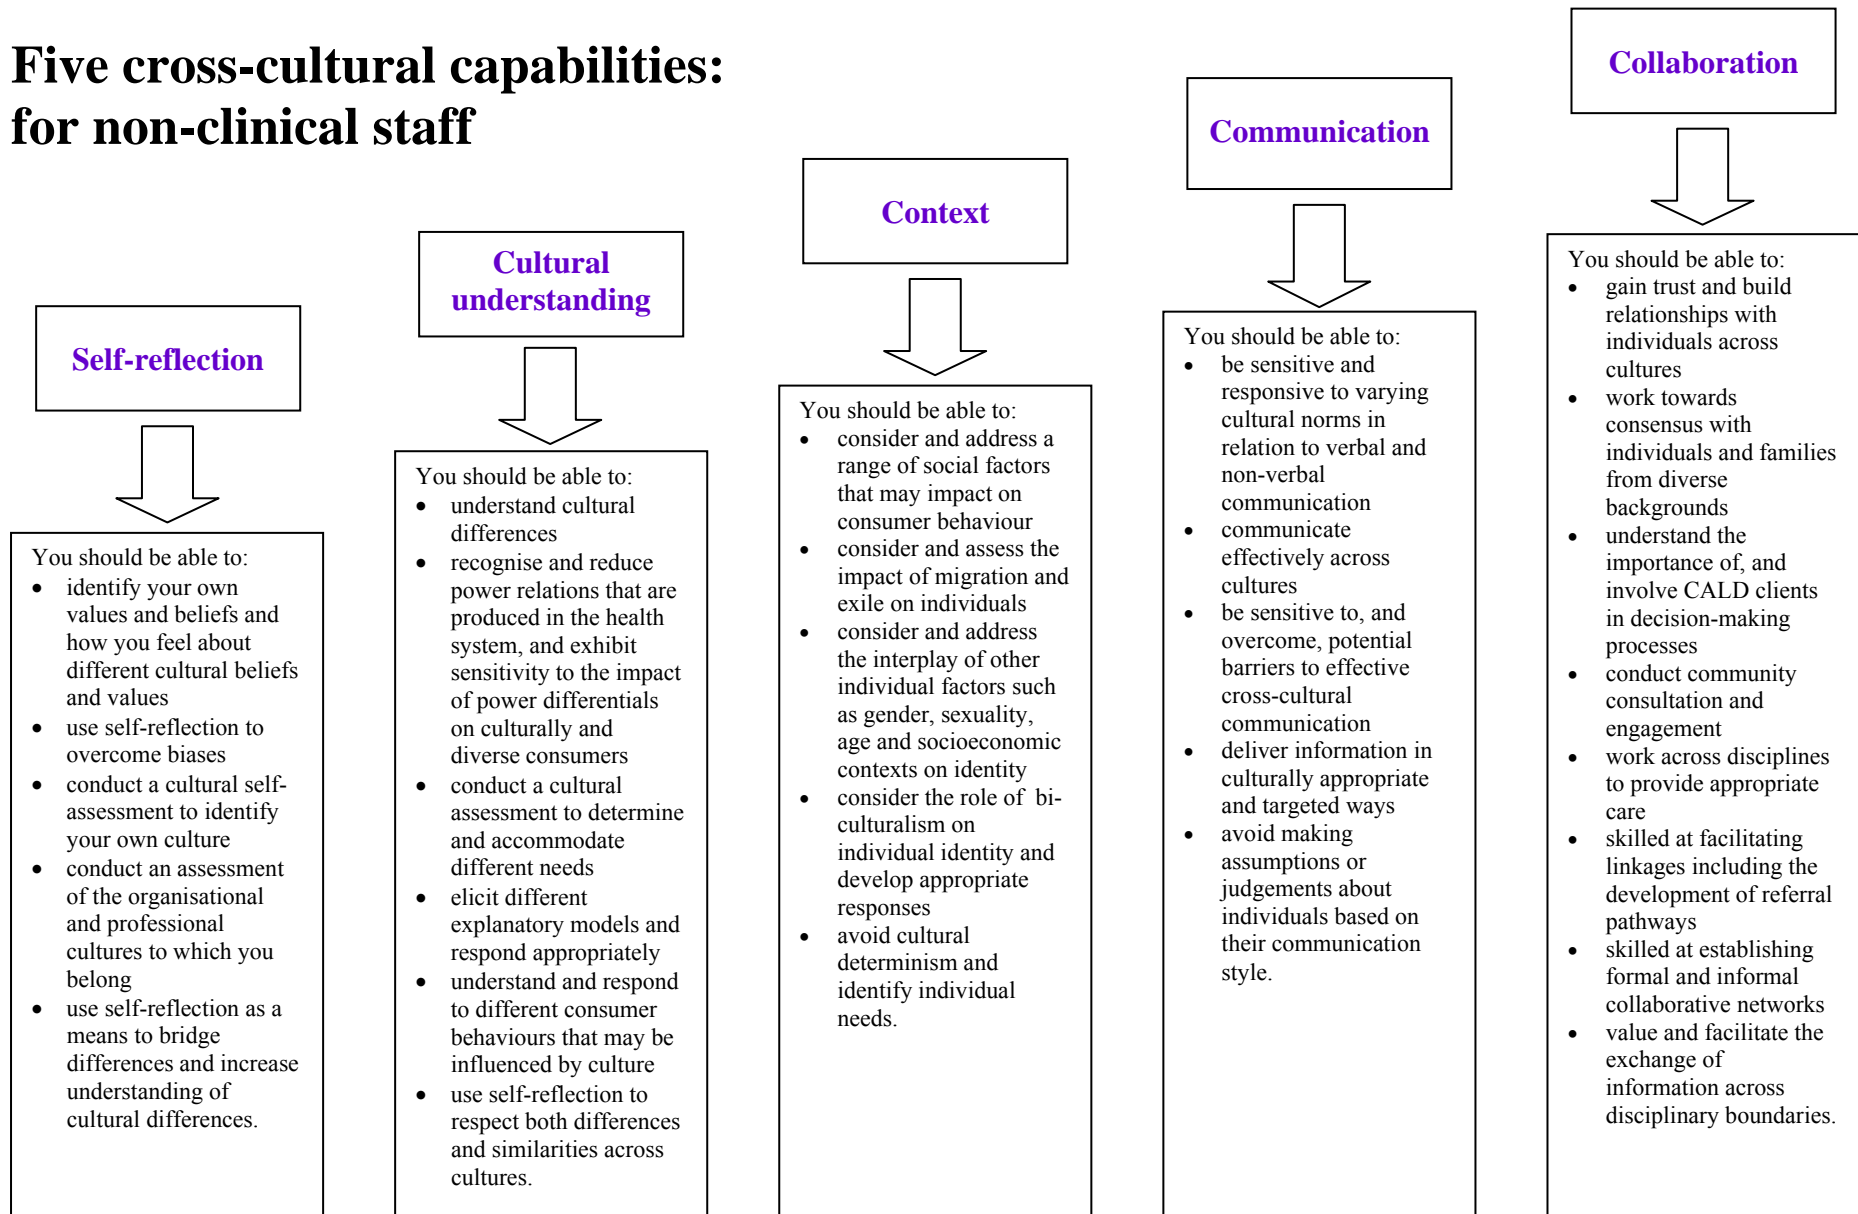 Five cross-cultural capabilities:
for non-clinical staff
Self-reflection
You should be able to:
• identify your own
values and beliefs and
how you feel about
different cultural beliefs
and values
• use self-reflection to
overcome biases
• conduct a cultural self-
assessment to identify
your own culture
• conduct an assessment
of the organisational
and professional
cultures to which you
belong
• use self-reflection as a
means to bridge
differences and increase
understanding of
cultural differences.
Cultural
understanding
You should be able to:
• understand cultural
differences
• recognise and reduce
power relations that are
produced in the health
system, and exhibit
sensitivity to the impact
of power differentials
on culturally and
diverse consumers
• conduct a cultural
assessment to determine
and accommodate
different needs
• elicit different
explanatory models and
respond appropriately
• understand and respond
to different consumer
behaviours that may be
influenced by culture
• use self-reflection to
respect both differences
and similarities across
cultures.
Context
You should be able to:
• consider and address a
range of social factors
that may impact on
consumer behaviour
• consider and assess the
impact of migration and
exile on individuals
• consider and address
the interplay of other
individual factors such
as gender, sexuality,
age and socioeconomic
contexts on identity
• consider the role of bi-
culturalism on
individual identity and
develop appropriate
responses
• avoid cultural
determinism and
identify individual
needs.
Communication
You should be able to:
• be sensitive and
responsive to varying
cultural norms in
relation to verbal and
non-verbal
communication
• communicate
effectively across
cultures
• be sensitive to, and
overcome, potential
barriers to effective
cross-cultural
communication
• deliver information in
culturally appropriate
and targeted ways
• avoid making
assumptions or
judgements about
individuals based on
their communication
style.
Collaboration
You should be able to:
• gain trust and build
relationships with
individuals across
cultures
• work towards
consensus with
individuals and families
from diverse
backgrounds
• understand the
importance of, and
involve CALD clients
in decision-making
processes
• conduct community
consultation and
engagement
• work across disciplines
to provide appropriate
care
• skilled at facilitating
linkages including the
development of referral
pathways
• skilled at establishing
formal and informal
collaborative networks
• value and facilitate the
exchange of
information across
disciplinary boundaries.